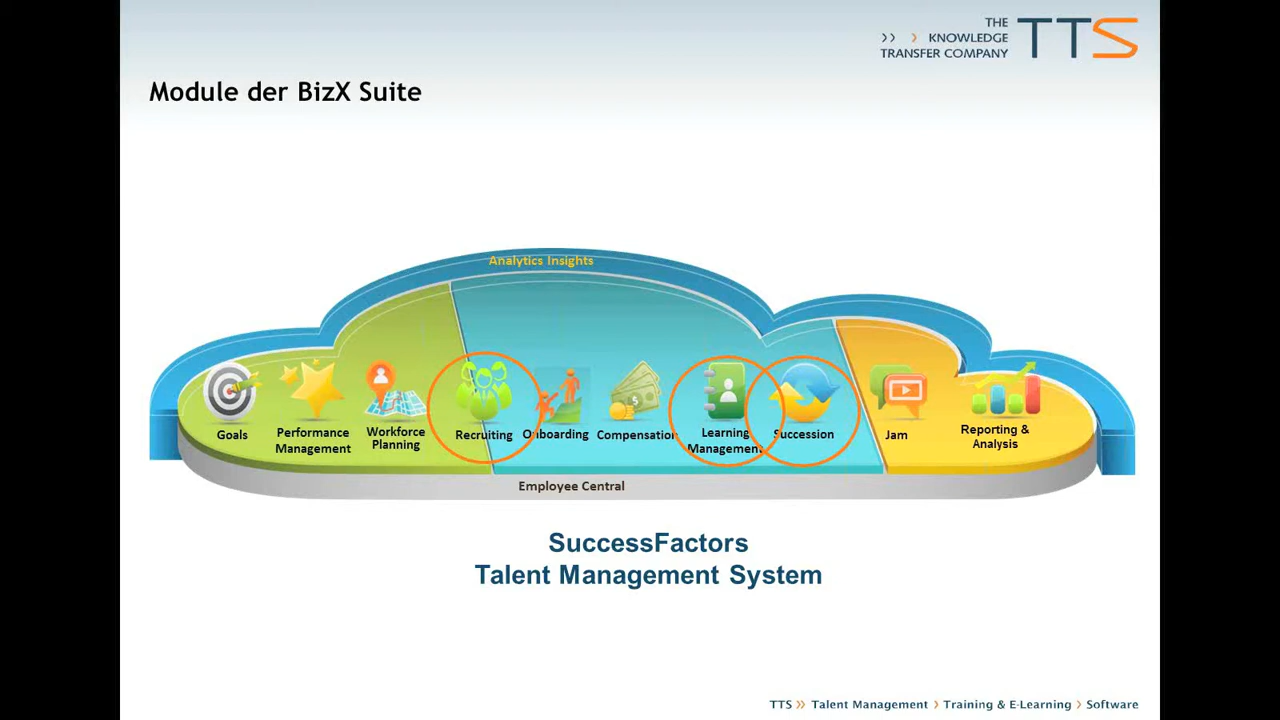 THE
KNOWLEDGE
TRANSFER COMPANY
TTS
Module der BizX Suite
Analytics Insights
Goals
Performance
Management
Workforce
Planning
Recruiting
Onboarding
Compensation
Learning
Management
Succession
Jam
Reporting &
Analysis
Employee Central
SuccessFactors
Talent Management System
TTS » Talent Management › Training & E-Learning › Software